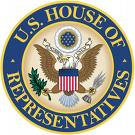 U.S. HOUSE OF
REPRESENTATIVES